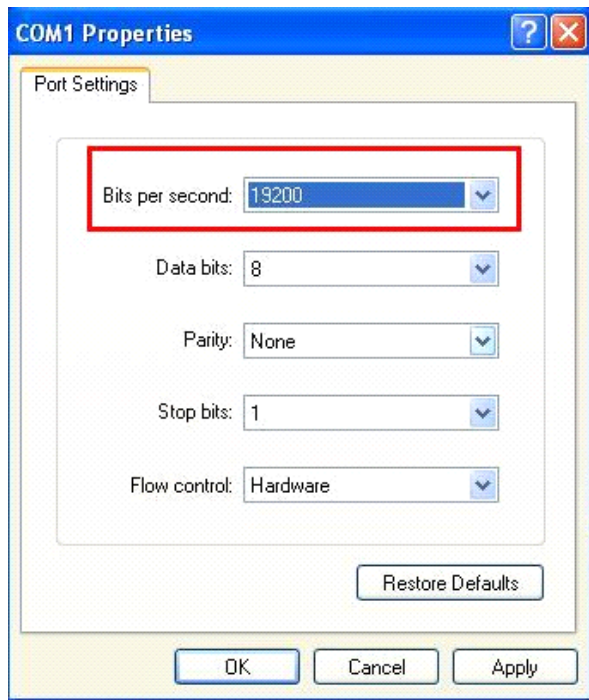 COM1 Properties
Port Settings
Bits per second: 19200
Data bits: 8
Parity: None
Stop bits: 1
Flow control: Hardware
Restore Defaults
OK Cancel Apply